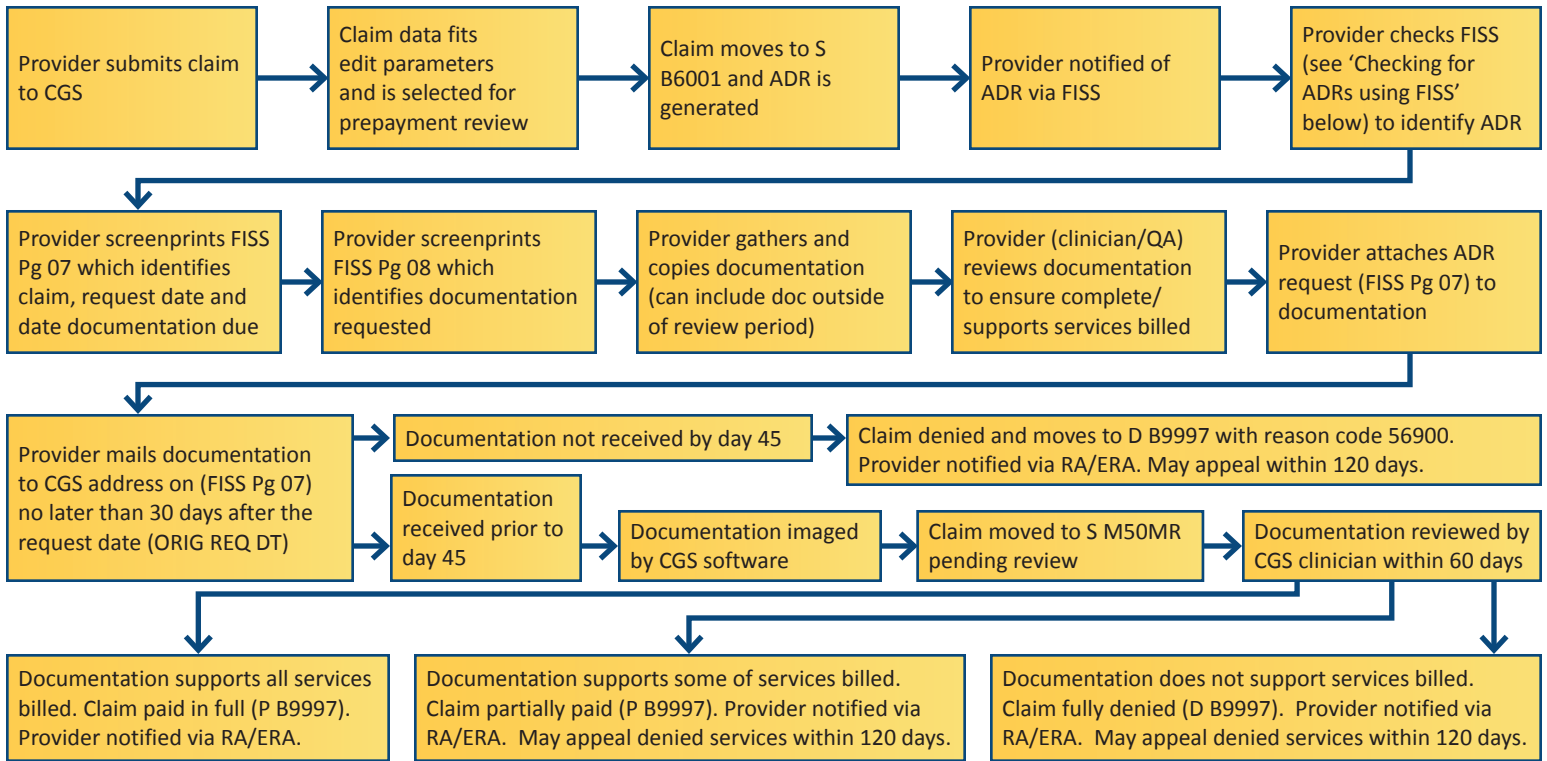 Provider submits claim
to CGS
Claim data fits
edit parameters
and is selected for
prepayment review
Claim moves to S
B6001 and ADR is
generated
Provider notified of
ADR via FISS
Provider checks FISS
(see ‘Checking for
ADRs using FISS’
below) to identify ADR
Provider screenprints FISS
Pg 07 which identifies
claim, request date and
date documentation due
Provider screenprints
FISS Pg 08 which
identifies documentation
requested
Provider gathers and
copies documentation
(can include doc outside
of review period)
Provider (clinician/QA)
reviews documentation
to ensure complete/
supports services billed
Provider attaches ADR
request (FISS Pg 07) to
documentation
Provider mails documentation
to CGS address on (FISS Pg 07)
no later than 30 days after the
request date (ORIG REQ DT)
Documentation not received by day 45
Claim denied and moves to D B9997 with reason code 56900.
Provider notified via RA/ERA. May appeal within 120 days.
Documentation
received prior to
day 45
Documentation imaged
by CGS software
Claim moved to S M50MR
pending review
Documentation reviewed by
CGS clinician within 60 days
Documentation supports all services
billed. Claim paid in full (P B9997).
Provider notified via RA/ERA.
Documentation supports some of services billed.
Claim partially paid (P B9997). Provider notified via
RA/ERA.  May appeal denied services within 120 days.
Documentation does not support services billed.
Claim fully denied (D B9997).  Provider notified via
RA/ERA.  May appeal denied services within 120 days.